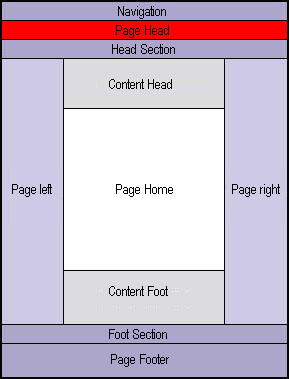 Navigation
Page Head
Head Section
Content Head
Page left
Page Home
Page right
Content Foot
Foot Section
Page Footer